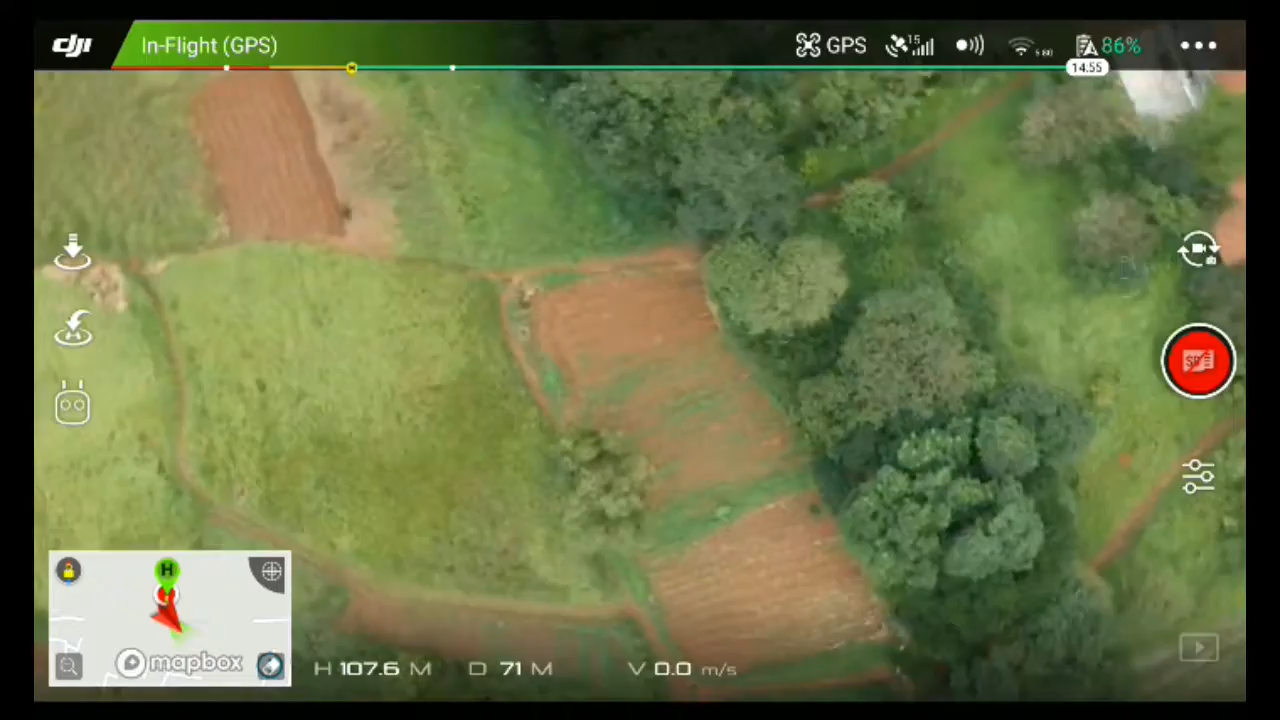 dji In-Flight (GPS) GPS 15 86%
14:55
H
mapbox H 107.6 M D 71 M V 0.0 m/s